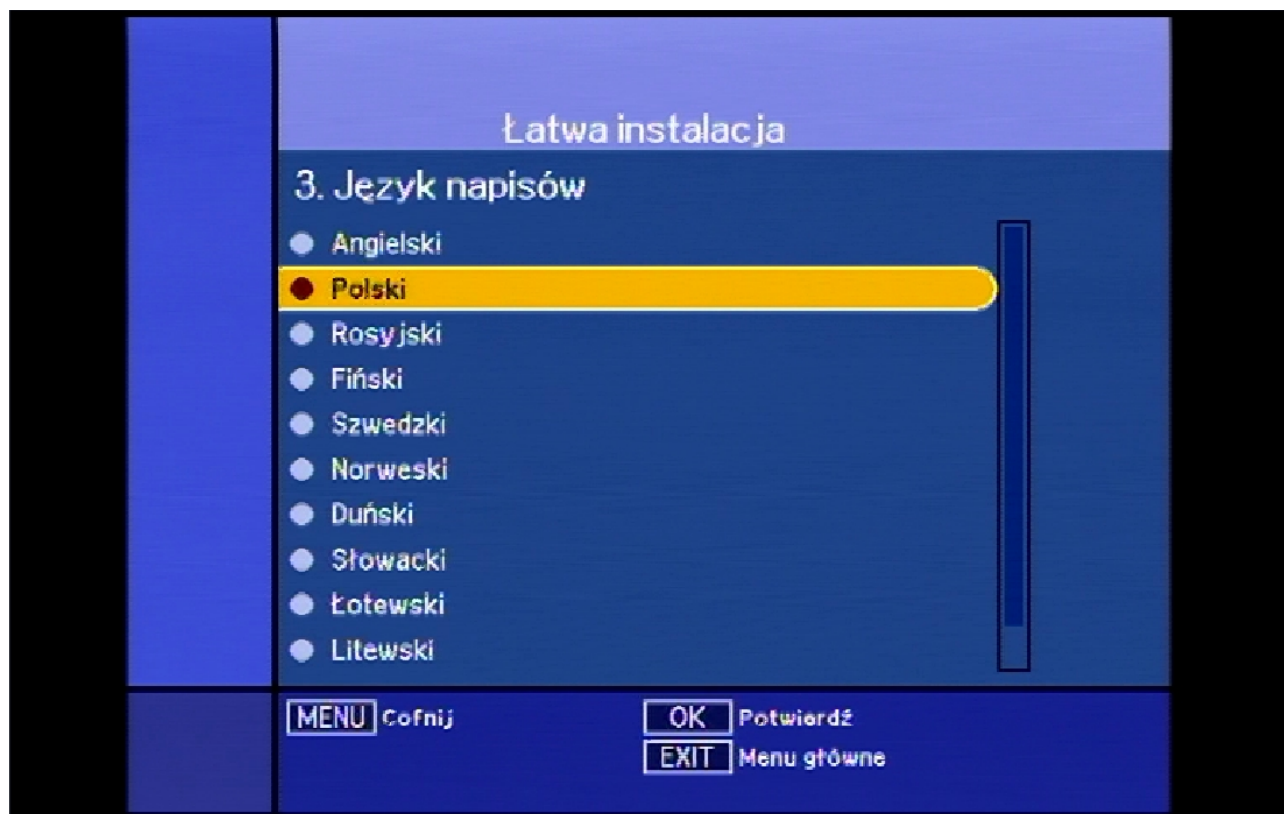 Łatwa instalacja
3. Język napisów
Angielski
Polski
Rosyjski
Fiński
Szwedzki
Norweski
Duński
Słowacki
Łotewski
Litewski
MENU Cofnij
OK Potwierdź
EXIT Menu główne